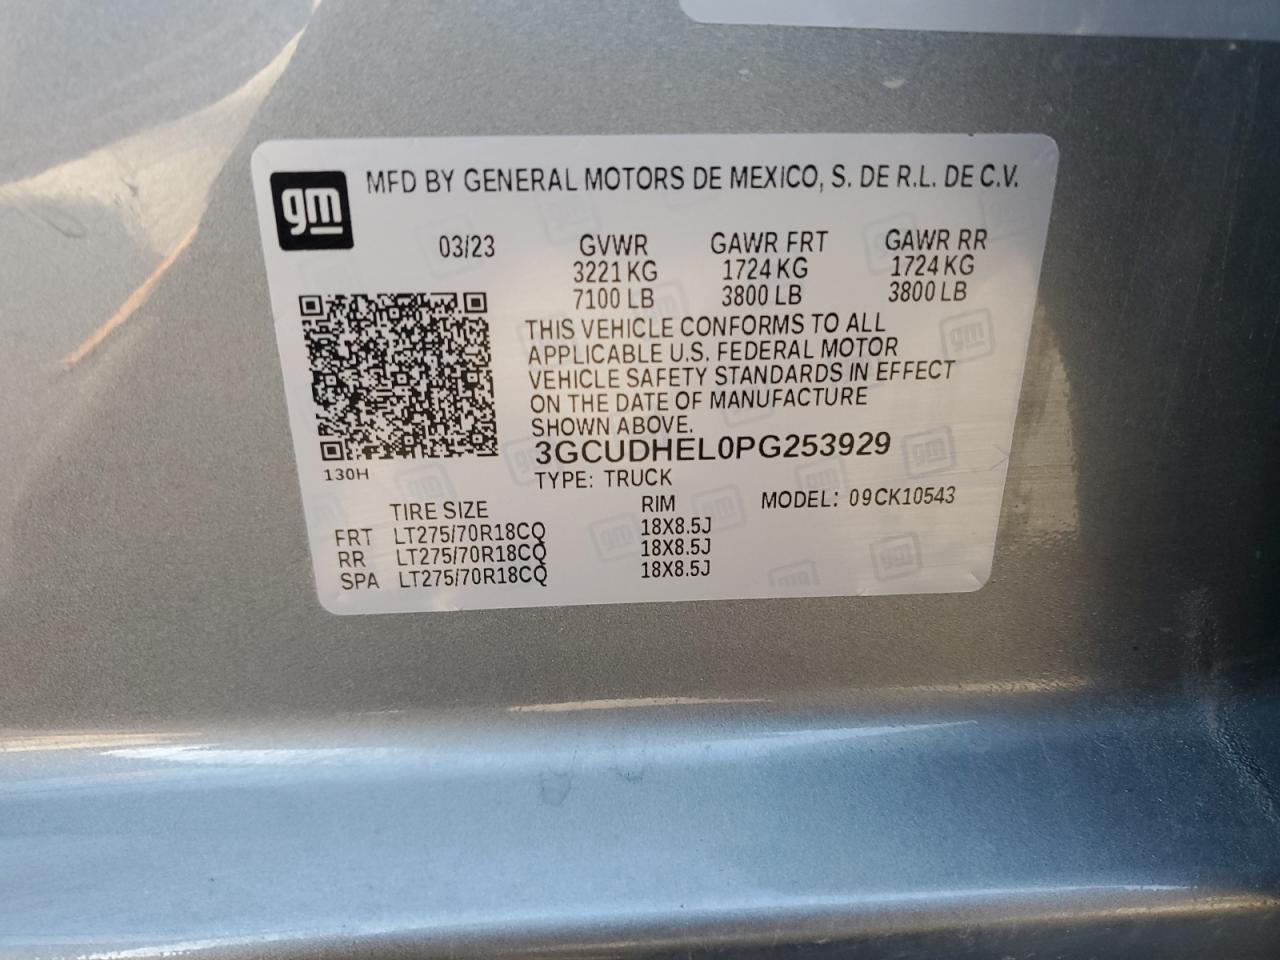 gm
MFD BY GENERAL MOTORS DE MEXICO, S. DE R.L. DE C.V.
03/23
GVWR GAWR FRT GAWR RR
3221 KG 1724 KG 1724 KG
7100 LB 3800 LB 3800 LB
THIS VEHICLE CONFORMS TO ALL
APPLICABLE U.S. FEDERAL MOTOR
VEHICLE SAFETY STANDARDS IN EFFECT
ON THE DATE OF MANUFACTURE
SHOWN ABOVE.
3GCUDHEL0PG253929
130H
TYPE: TRUCK
MODEL: 09CK10543
TIRE SIZE RIM
FRT LT275/70R18CQ 18X8.5J
RR LT275/70R18CQ 18X8.5J
SPA LT275/70R18CQ 18X8.5J